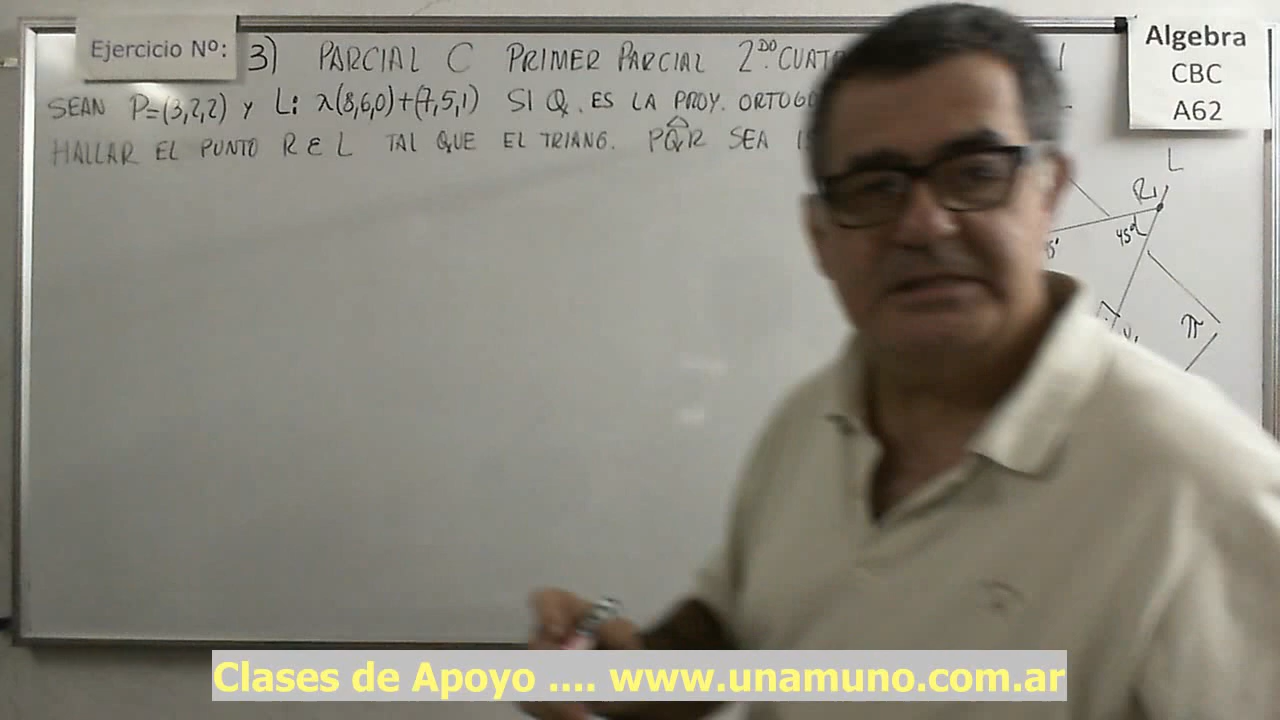 Ejercicio Nº: 3) PARCIAL C PRIMER PARCIAL 2DO. CUAT
SEAN P=(3,2,2) Y L: λ(8,6,0)+(7,5,1) SI Q. ES LA PROY. ORTOGO
HALLAR EL PUNTO R ∈ L TAL QUE EL TRIANG. PQR SEA
Algebra
CBC
A62
L
R
45°
π
Clases de Apoyo .... www.unamuno.com.ar